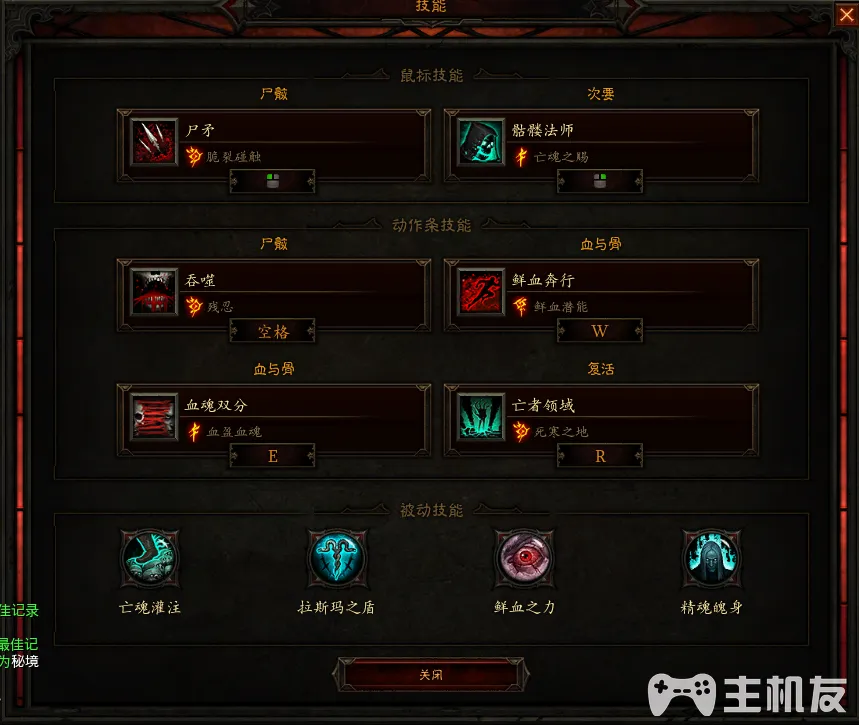 技能
鼠标技能
尸骸
次要
尸矛
脆裂碰触
骷髅法师
亡魂之赐
动作条技能
尸骸
血与骨
吞噬
残忍
空格
鲜血奔行
鲜血潜能
W
血与骨
复活
血魂双分
血盆血魂
E
亡者领域
死寒之地
R
被动技能
亡魂灌注
拉斯玛之盾
鲜血之力
精魂魄身
佳记录
最佳记
为秘境
关闭
主机友